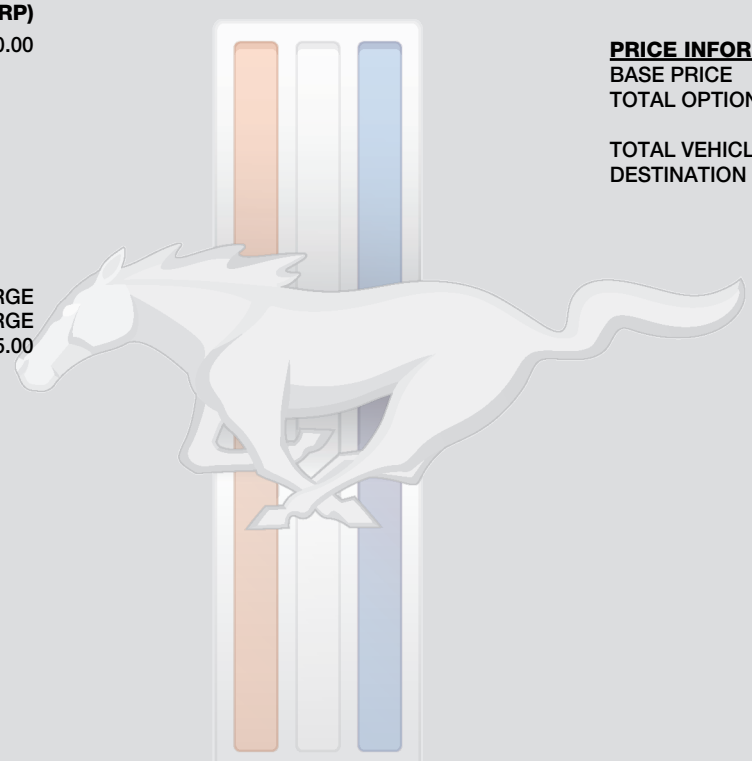 RP)
0.00
RGE
RGE
5.00
PRICE INFOR
BASE PRICE
TOTAL OPTION
TOTAL VEHICL
DESTINATION